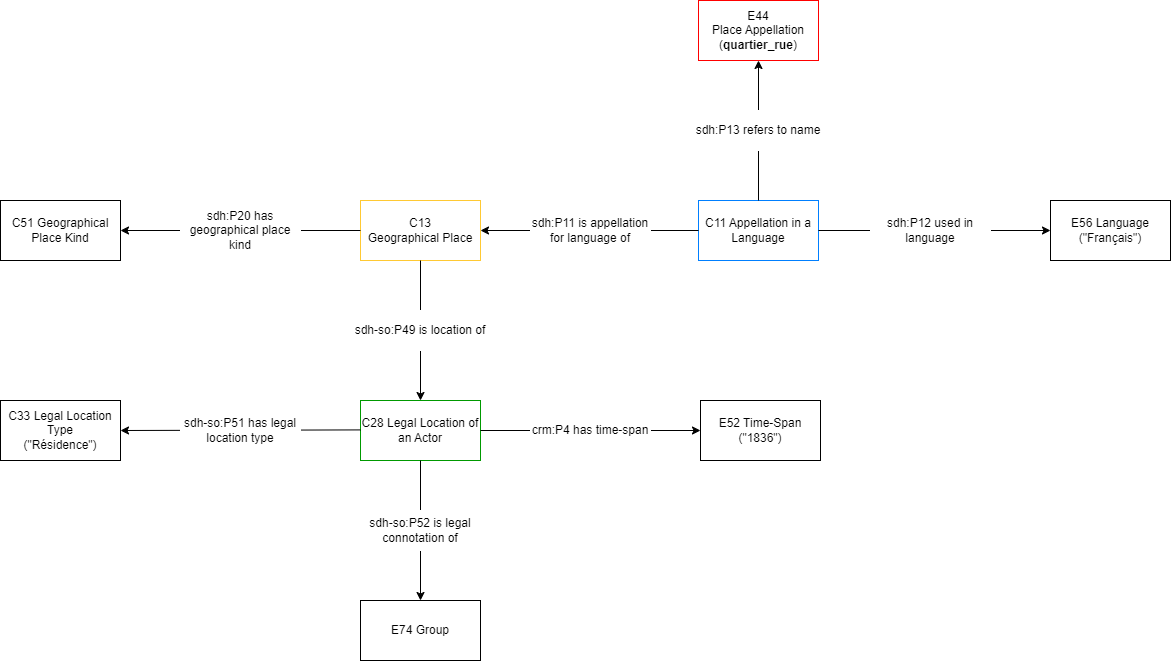 E44
Place Appellation
(quartier_rue)
sdh:P13 refers to name
C51 Geographical
Place Kind
sdh:P20 has
geographical place
kind
C13
Geographical Place
sdh:P11 is appellation
for language of
C11 Appellation in a
Language
sdh:P12 used in
language
E56 Language
("Français")
sdh-so:P49 is location of
C33 Legal Location
Type
("Résidence")
sdh-so:P51 has legal
location type
C28 Legal Location of
an Actor
crm:P4 has time-span
E52 Time-Span
("1836")
sdh-so:P52 is legal
connotation of
E74 Group